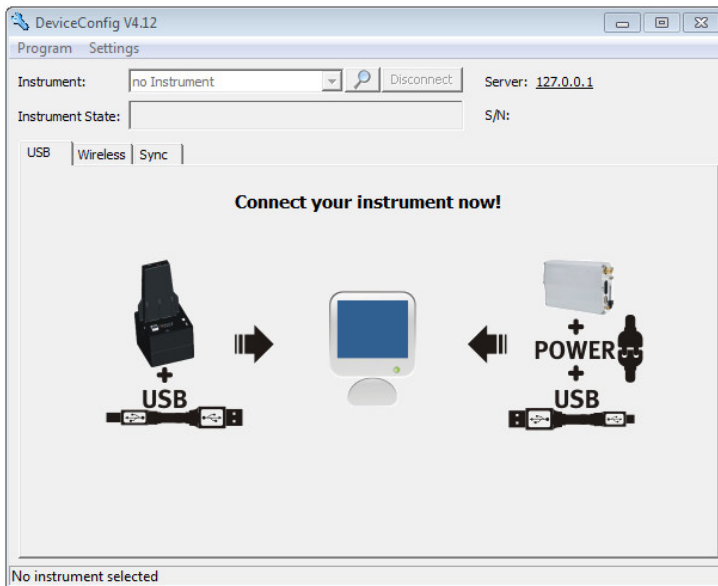 DeviceConfig V4.12
Program Settings
Instrument: no Instrument Disconnect Server: 127.0.0.1
Instrument State: S/N:
USB Wireless Sync
Connect your instrument now!
+
USB
+
POWER
+
USB
No instrument selected